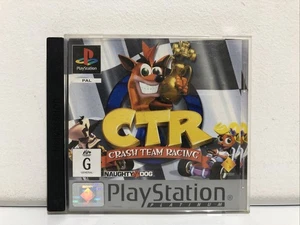 PlayStation
PAL
CTR
CRASH TEAM RACING
G
NAUGHTY DOG
PlayStation
PLATINUM